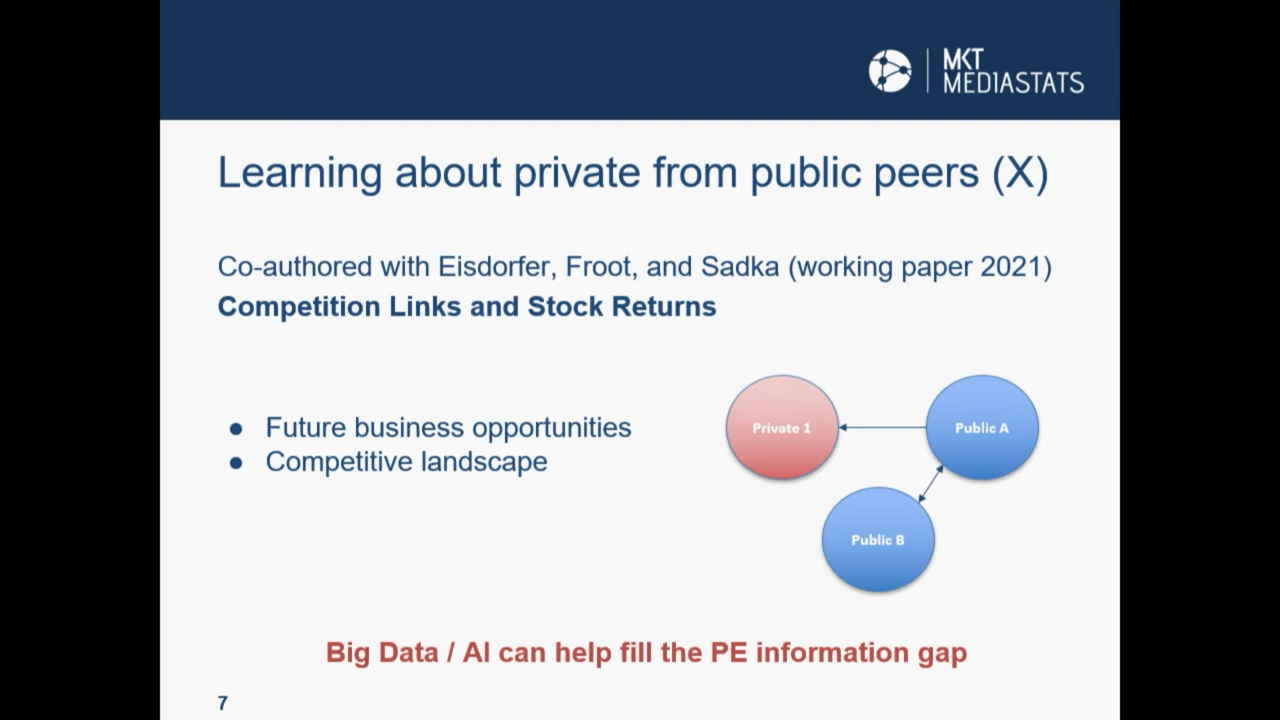 MKT
MEDIASTATS
Learning about private from public peers (X)
Co-authored with Eisdorfer, Froot, and Sadka (working paper 2021)
Competition Links and Stock Returns
● Future business opportunities
● Competitive landscape
Private 1
Public A
Public B
Big Data / AI can help fill the PE information gap
7